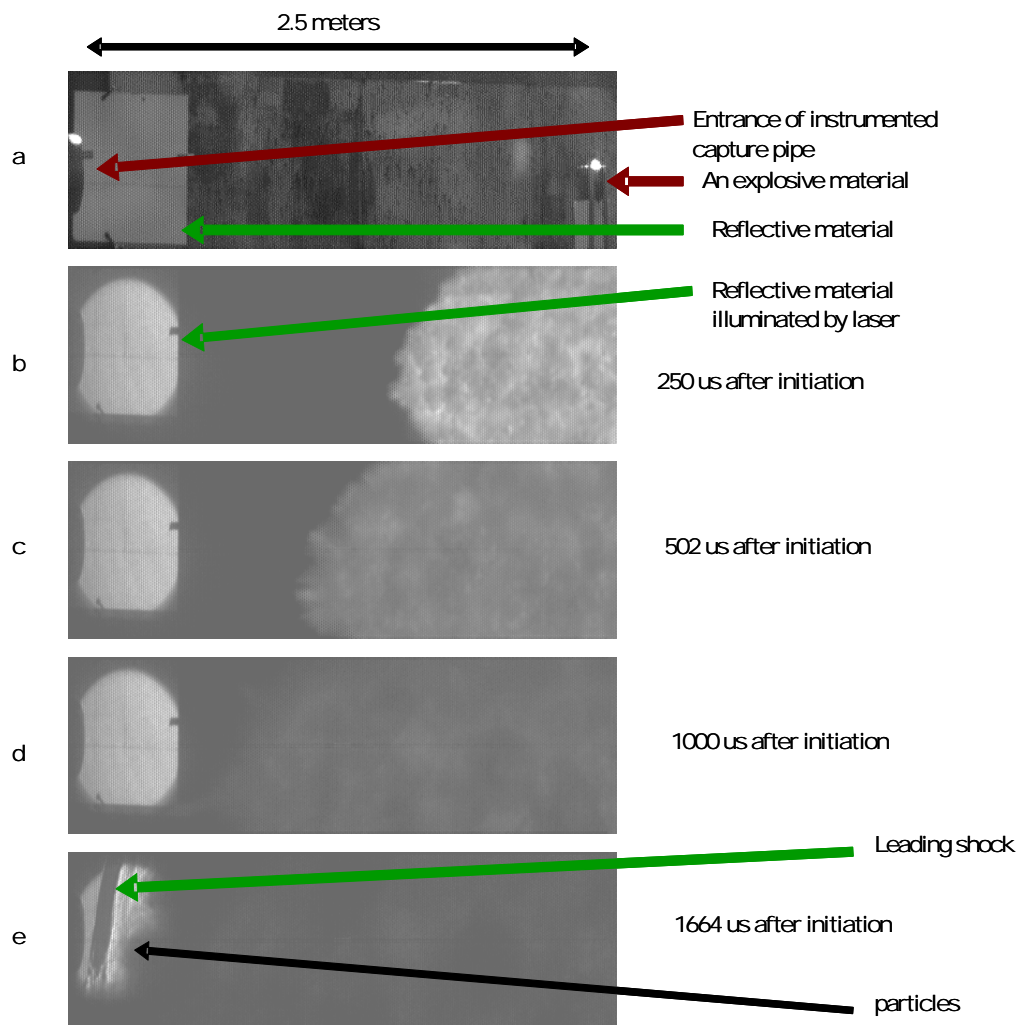 2.5 meters
a
Entrance of instrumented
capture pipe
An explosive material
Reflective material
b
Reflective material
illuminated by laser
250 us after initiation
c
502 us after initiation
d
1000 us after initiation
e
Leading shock
1664 us after initiation
particles